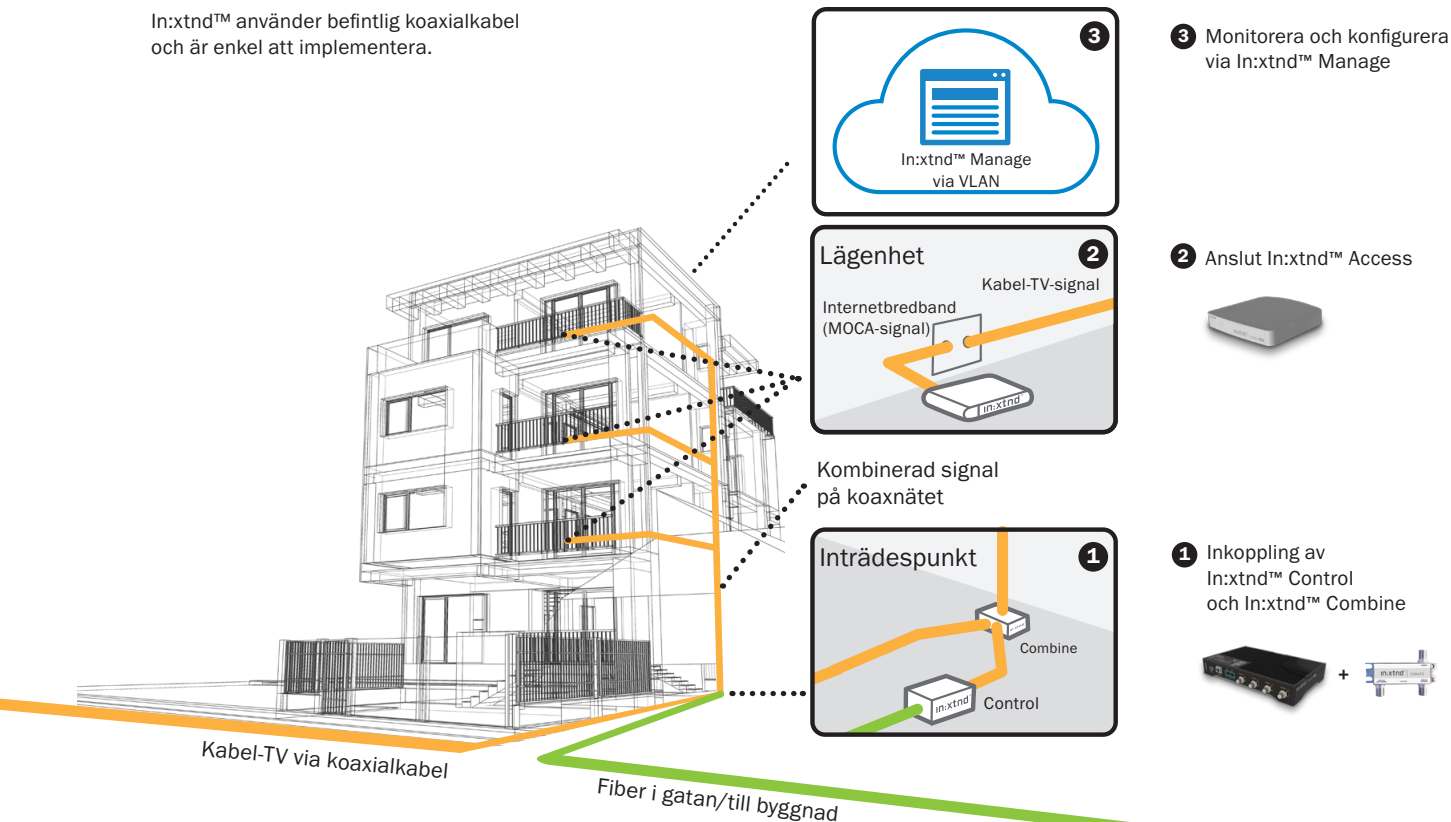 In:xtnd™ använder befintlig koaxialkabel
och är enkel att implementera.
3
In:xtnd™ Manage
via VLAN
3 Monitorera och konfigurera
via In:xtnd™ Manage
Lägenhet
2
Kabel-TV-signal
Internetbredband
(MOCA-signal)
in:xtnd
2 Anslut In:xtnd™ Access
Kombinerad signal
på koaxnätet
Inträdespunkt
1
Combine
in:xtnd
Control
1 Inkoppling av
In:xtnd™ Control
och In:xtnd™ Combine
+
in:xtnd
Kabel-TV via koaxialkabel
Fiber i gatan/till byggnad